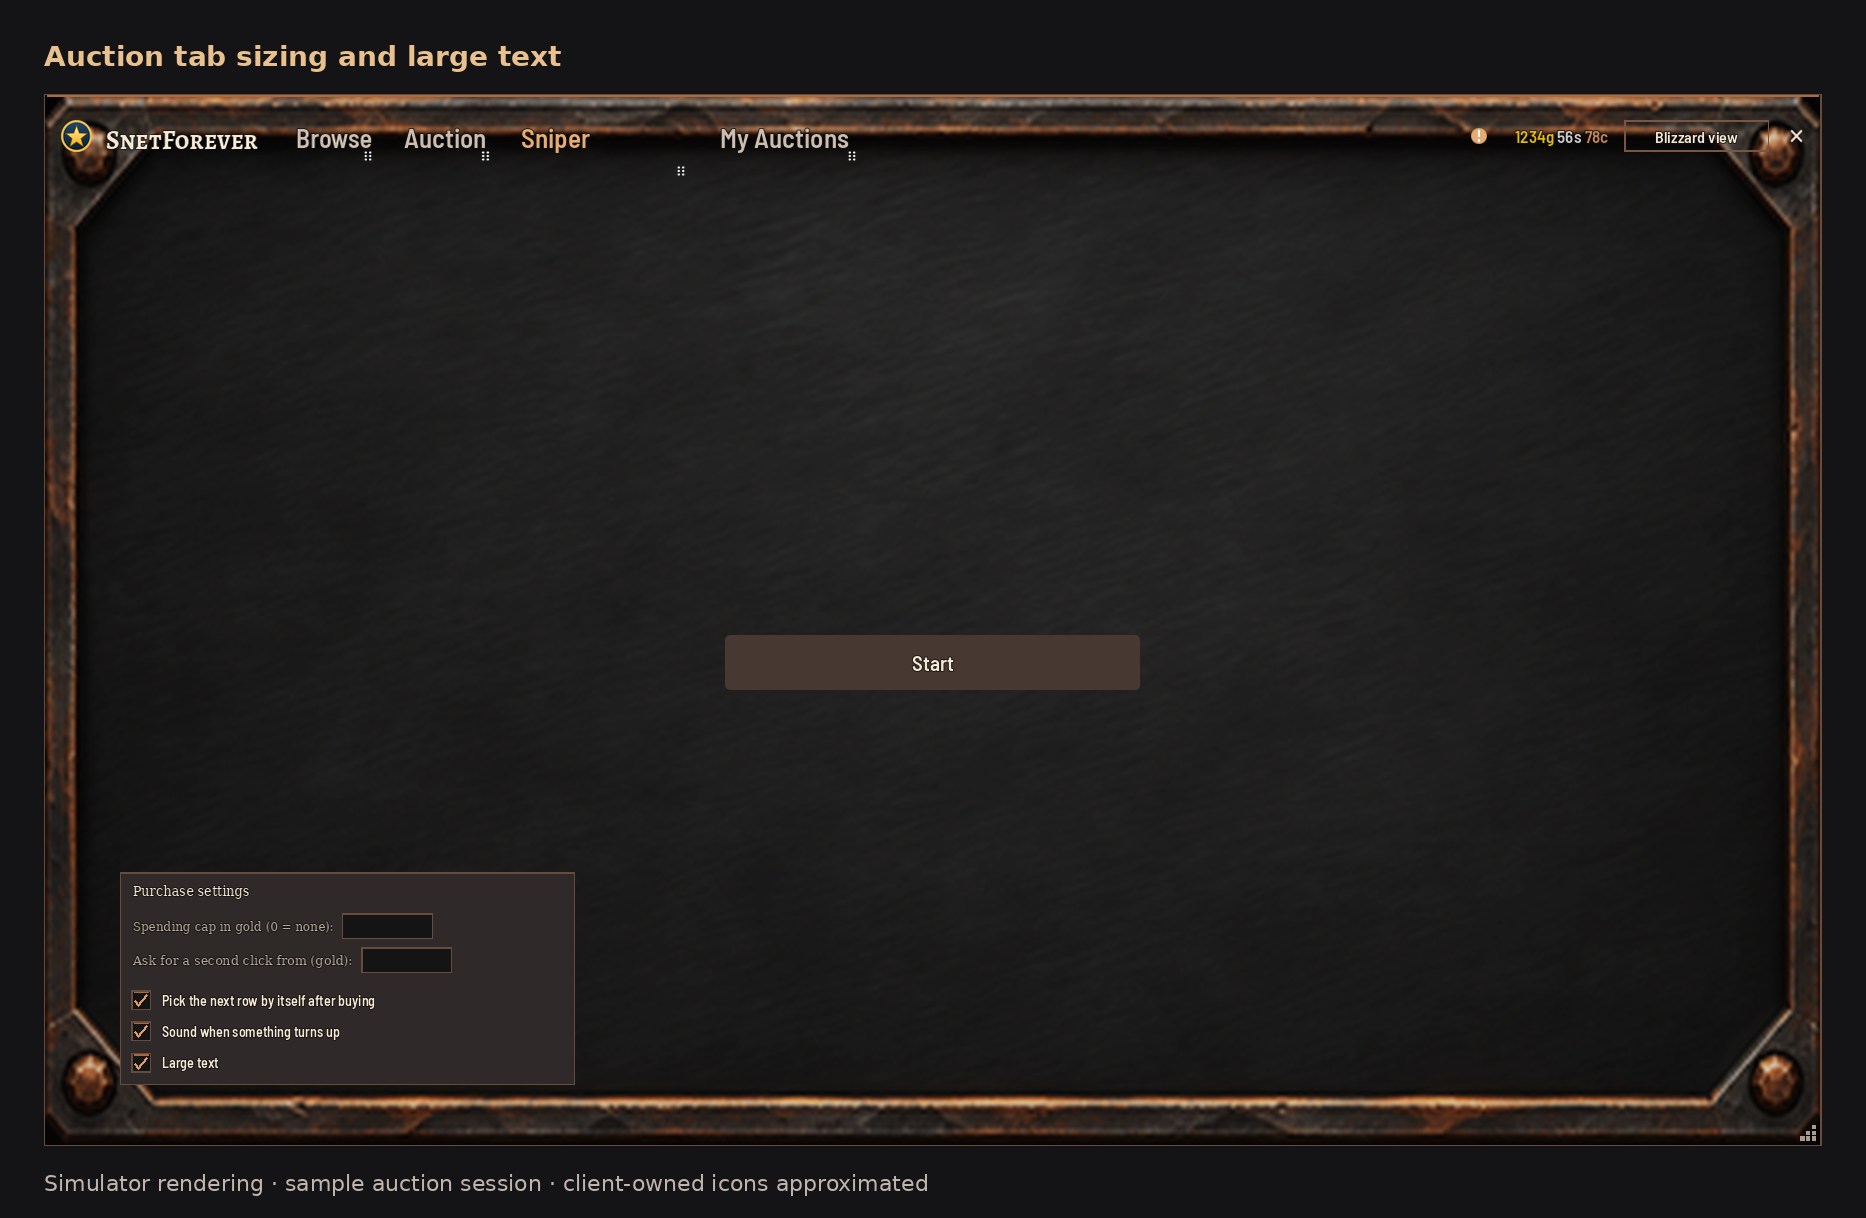 Auction tab sizing and large text
SnetForever Browse Auction Sniper My Auctions 1234g 56s 78c Blizzard view
Start
Purchase settings
Spending cap in gold (0 = none):
Ask for a second click from (gold):
Pick the next row by itself after buying
Sound when something turns up
Large text
Simulator rendering · sample auction session · client-owned icons approximated